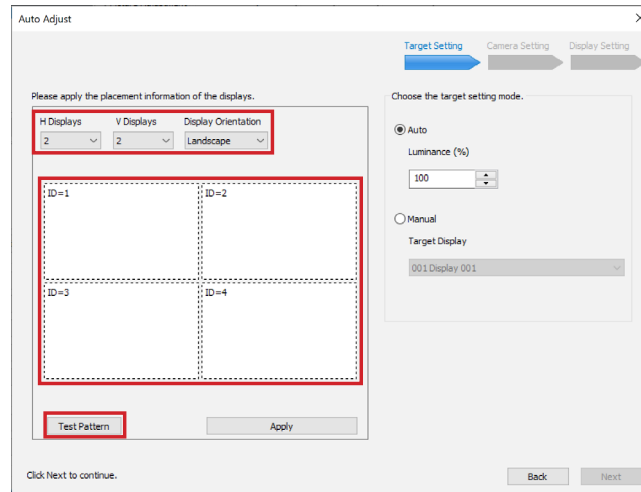 Auto Adjust
Target Setting
Camera Setting
Display Setting
Please apply the placement information of the displays.
H Displays
V Displays
Display Orientation
2
2
Landscape
ID=1
ID=2
ID=3
ID=4
Test Pattern
Apply
Choose the target setting mode.
Auto
Luminance (%)
100
Manual
Target Display
001 Display 001
Click Next to continue.
Back
Next